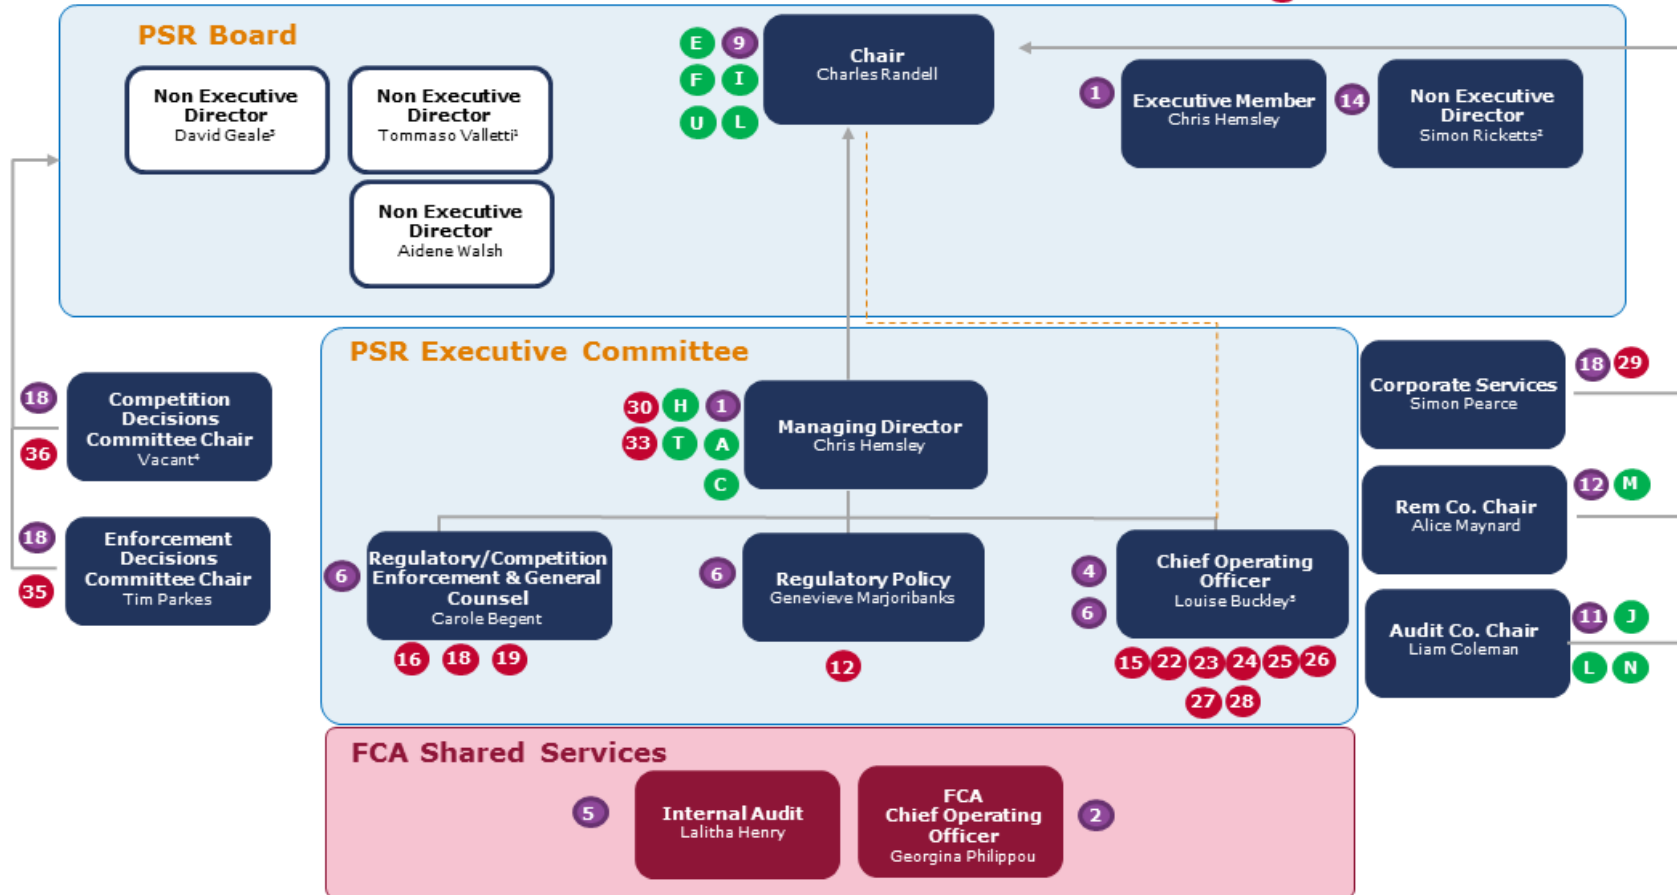 PSR Board
E 9
F I
U L
Chair
Charles Randell
Non Executive
Director
David Geale³
Non Executive
Director
Tommaso Valletti¹
Non Executive
Director
Aidene Walsh
1
Executive Member
Chris Hemsley
14
Non Executive
Director
Simon Ricketts²
PSR Executive Committee
30 H 1
33 T A
C
Managing Director
Chris Hemsley
18
36
Competition
Decisions
Committee Chair
Vacant⁴
18
35
Enforcement
Decisions
Committee Chair
Tim Parkes
6
Regulatory/Competition
Enforcement & General
Counsel
Carole Begent
16 18 19
6
Regulatory Policy
Genevieve Marjoribanks
12
4
6
Chief Operating
Officer
Louise Buckley⁵
15 22 23 24 25 26
27 28
Corporate Services
Simon Pearce
18 29
Rem Co. Chair
Alice Maynard
12 M
Audit Co. Chair
Liam Coleman
11 J
L N
FCA Shared Services
5
Internal Audit
Lalitha Henry
FCA
Chief Operating
Officer
Georgina Philippou
2